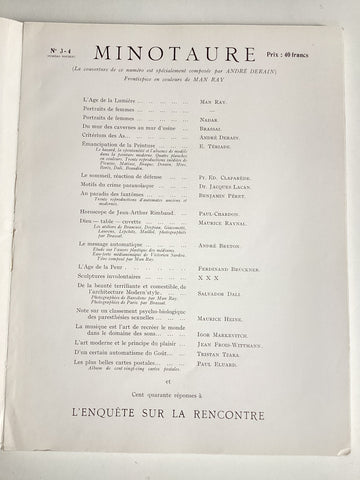 N° 3-4
(NUMÉRO DOUBLE)
MINOTAURE
Prix : 40 francs
(La couverture de ce numéro est spécialement composée par ANDRÉ DERAIN)
Frontispice en couleurs de MAN RAY
L'Age de la Lumière . . . . . . MAN RAY.
Portraits de femmes . . . . . . —
Portraits de femmes . . . . . . NADAR.
Du mur des cavernes au mur d'usine . . BRASSAI.
Critérium des As . . . . . . ANDRÉ DERAIN.
Émancipation de la Peinture . . . . E. TÉRIADE.
Le hasard, la spontanéité et l'absence de modèle
dans la peinture moderne. Quatre planches
en couleurs. Trente reproductions inédites de
Picasso, Matisse, Braque, Derain, Miro,
Borès, Dali, Beaudin.
Le sommeil, réaction de défense . . . Pr. ED. CLAPARÈDE.
Motifs du crime paranoïaque . . . . Dr. JACQUES LACAN.
Au paradis des fantômes . . . . . BENJAMIN PÉRET.
Trente reproductions d'automates anciens et
modernes.
Horoscope de Jean-Arthur Rimbaud . . PAUL-CHARDON.
Dieu — table — cuvette . . . . . MAURICE RAYNAL.
Les ateliers de Brancusi, Despiau, Giacometti,
Laurens, Lipchitz, Maillol, photographiés
par Brassaï.
Le message automatique . . . . . ANDRÉ BRETON.
Étude sur l'œuvre plastique des médiums.
Exécutée médianimique de Victorien Sardou.
Tête composée par Man Ray.
L'Age de la Peur . . . . . . FERDINAND BRUCKNER.
Sculptures involontaires . . . . . X X X
De la beauté terrifiante et comestible, de
l'architecture Modern'style . . . . SALVADOR DALI.
Photographies de Barcelone par Man Ray.
Photographies de Paris par Brassaï.
Note sur un classement psycho-biologique
des paresthésies sexuelles . . . . MAURICE HEINE.
La musique et l'art de recréer le monde
dans le domaine des sons . . . . IGOR MARKEVITCH.
L'art moderne et le principe du plaisir . . JEAN FROIS-WITTMANN.
D'un certain automatisme du Goût . . . TRISTAN TZARA.
Les plus belles cartes postales . . . . PAUL ELUARD.
Album de cent vingt-cinq cartes postales.
et
Cent quarante réponses à
L'ENQUÊTE SUR LA RENCONTRE